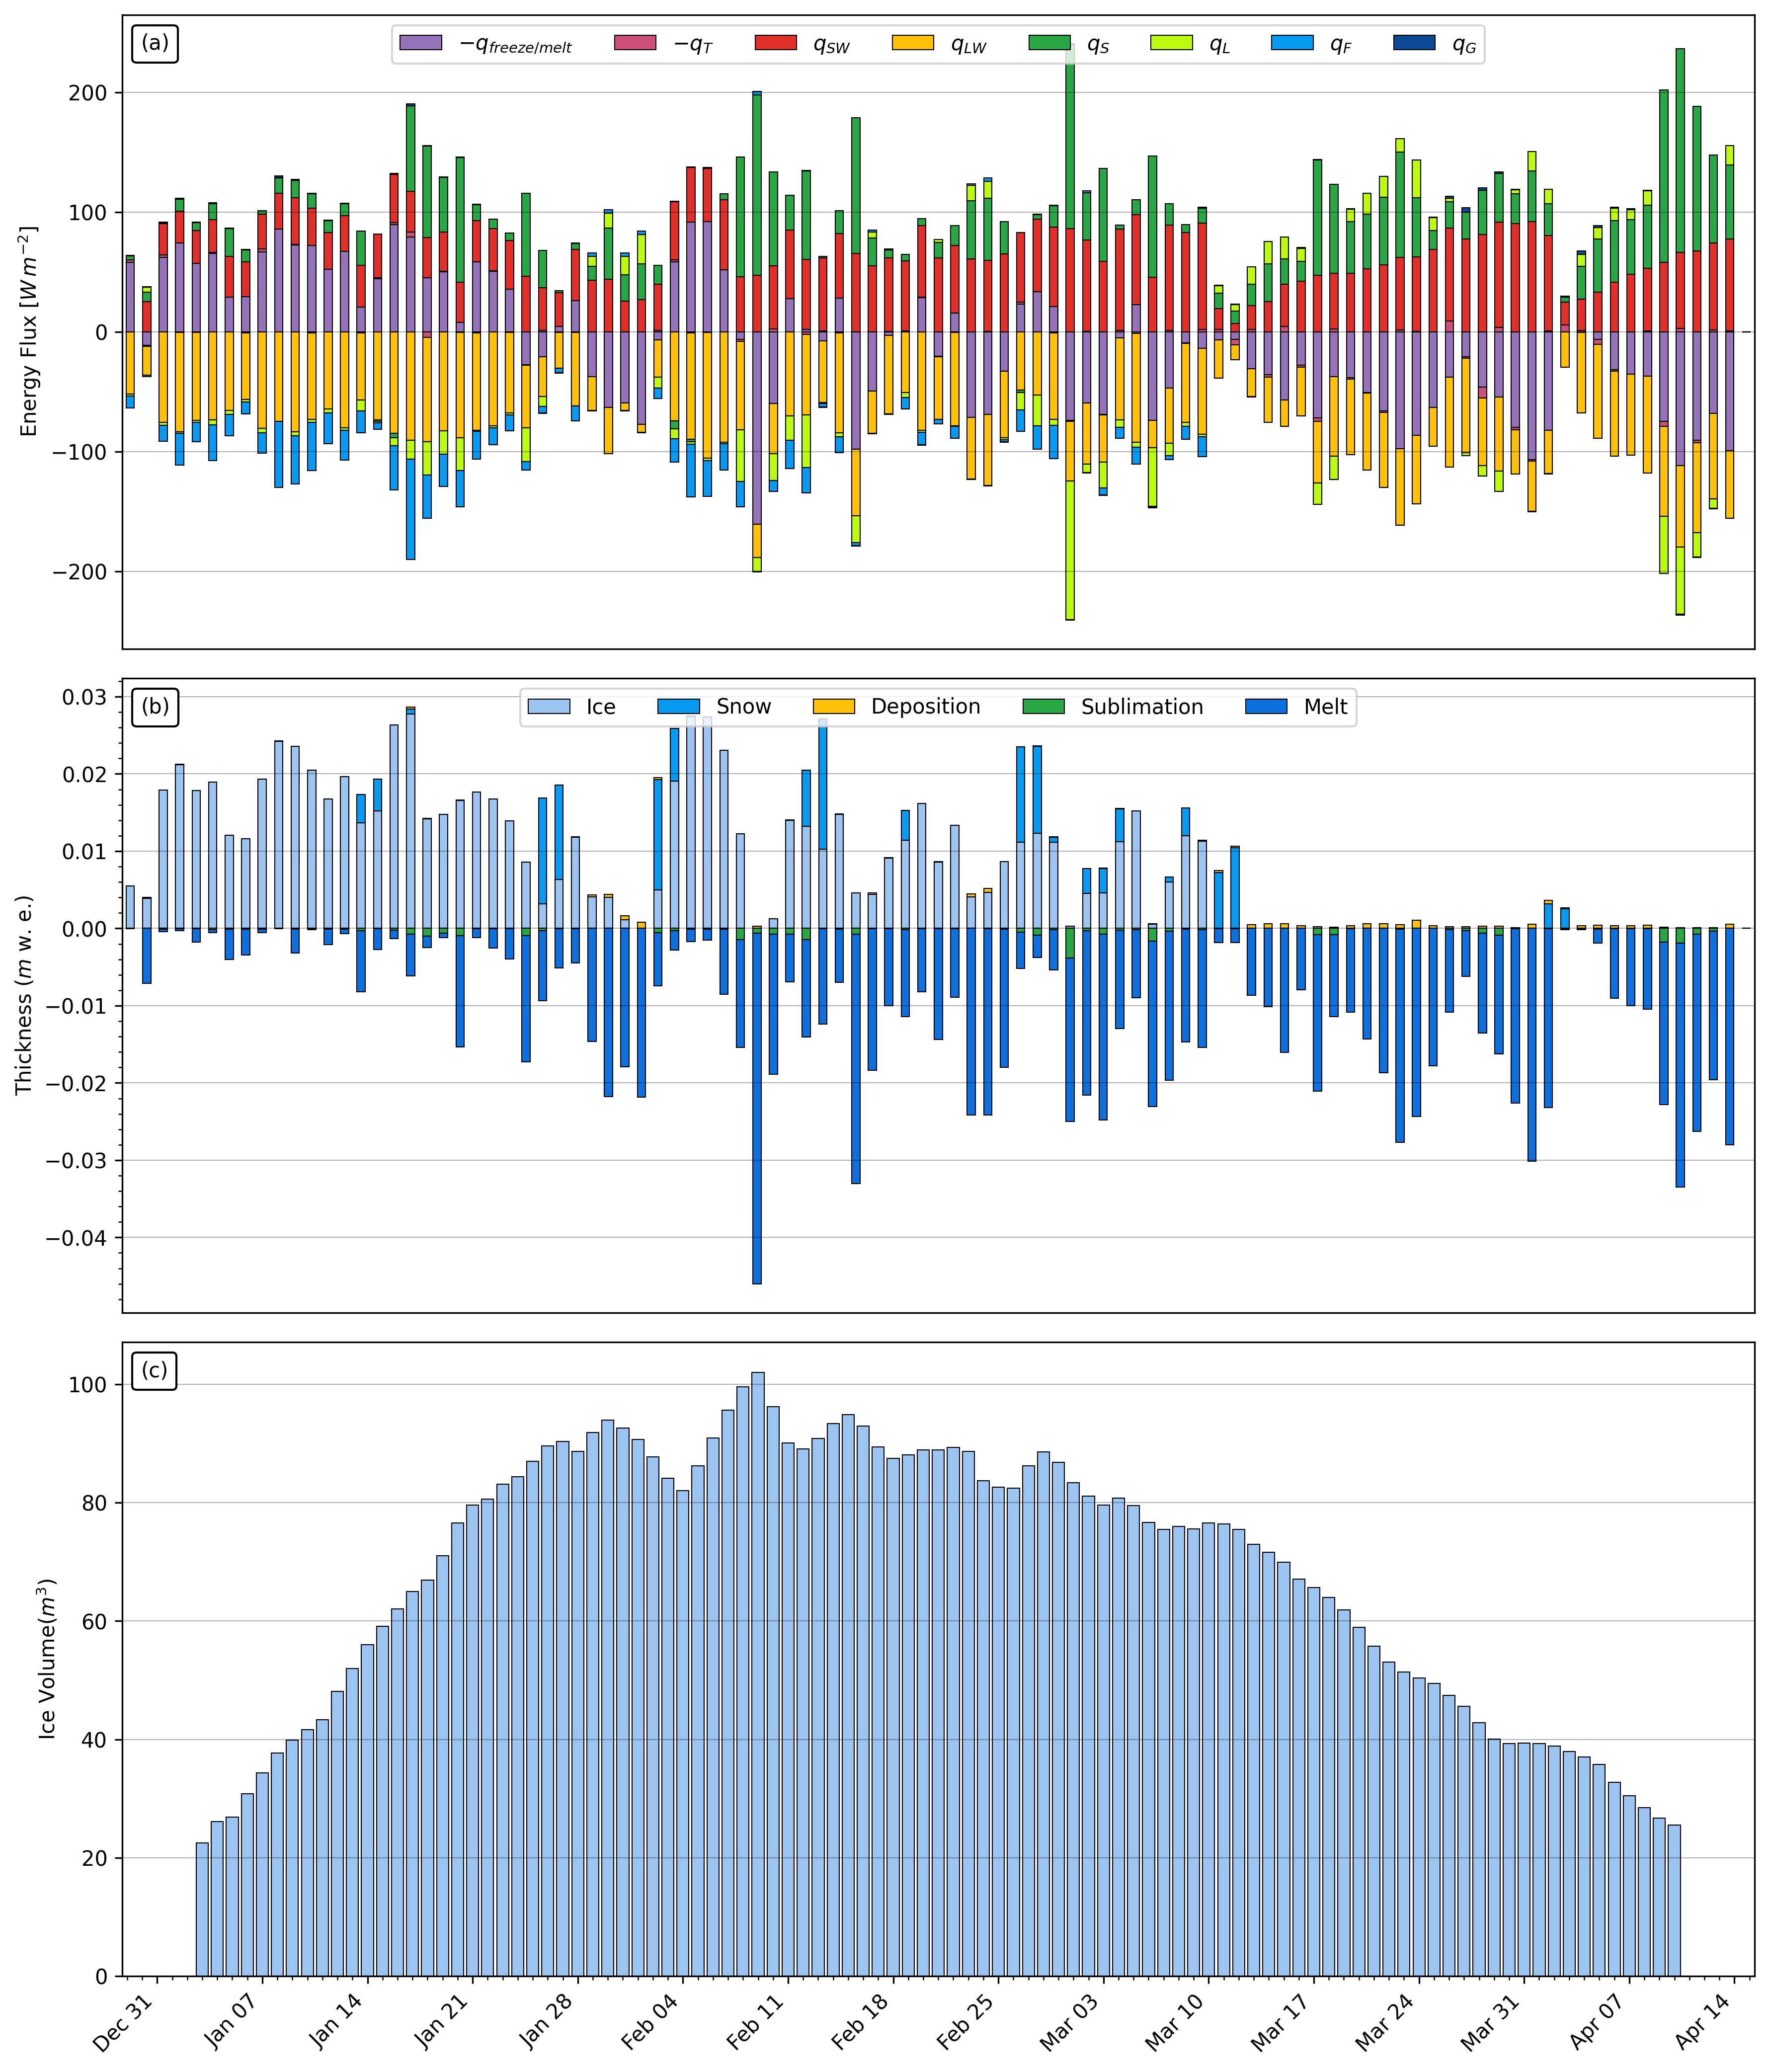 (a)
−q_freeze/melt −q_T q_SW q_LW q_S q_L q_F q_G
Energy Flux [W m⁻²]
200
100
0
−100
−200
(b)
Ice Snow Deposition Sublimation Melt
Thickness (m w. e.)
0.03
0.02
0.01
0.00
−0.01
−0.02
−0.03
−0.04
(c)
Ice Volume(m³)
100
80
60
40
20
0
Dec 31 Jan 07 Jan 14 Jan 21 Jan 28 Feb 04 Feb 11 Feb 18 Feb 25 Mar 03 Mar 10 Mar 17 Mar 24 Mar 31 Apr 07 Apr 14